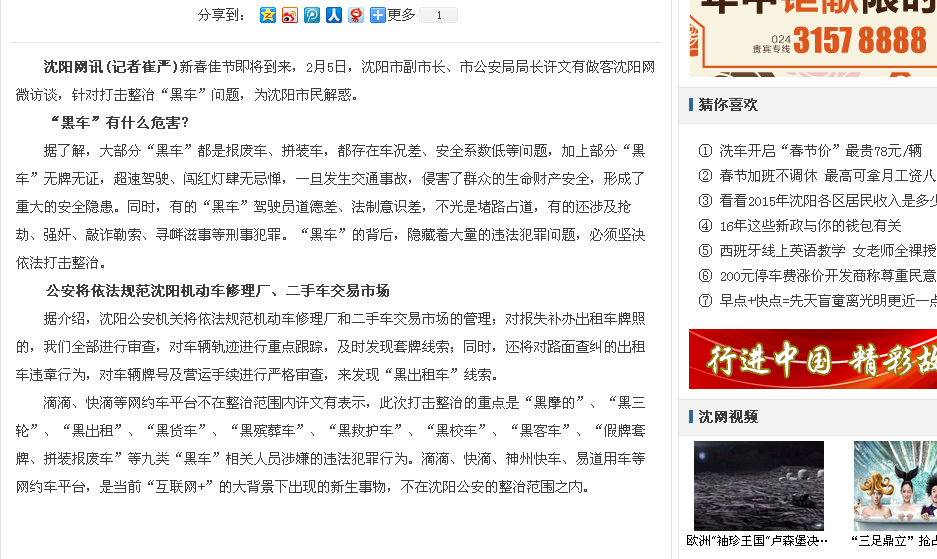 分享到：
更多
1
沈阳网讯(记者崔严)新春佳节即将到来，2月5日，沈阳市副市长、市公安局局长许文有做客沈阳网
微访谈，针对打击整治“黑车”问题，为沈阳市民解惑。
“黑车”有什么危害?
据了解，大部分“黑车”都是报废车、拼装车，都存在车况差、安全系数低等问题，加上部分“黑
车”无牌无证，超速驾驶、闯红灯肆无忌惮，一旦发生交通事故，侵害了群众的生命财产安全，形成了
重大的安全隐患。同时，有的“黑车”驾驶员道德差、法制意识差，不光是堵路占道，有的还涉及抢
劫、强奸、敲诈勒索、寻衅滋事等刑事犯罪。“黑车”的背后，隐藏着大量的违法犯罪问题，必须坚决
依法打击整治。
公安将依法规范沈阳机动车修理厂、二手车交易市场
据介绍，沈阳公安机关将依法规范机动车修理厂和二手车交易市场的管理；对报失补办出租车牌照
的，我们全部进行审查，对车辆轨迹进行重点跟踪，及时发现套牌线索；同时，还将对路面查纠的出租
车违章行为，对车辆牌号及营运手续进行严格审查，来发现“黑出租车”线索。
滴滴、快滴等网约车平台不在整治范围内许文有表示，此次打击整治的重点是“黑摩的”、“黑三
轮”、“黑出租”、“黑货车”、“黑殡葬车”、“黑救护车”、“黑校车”、“黑客车”、“假牌套
牌、拼装报废车”等九类“黑车”相关人员涉嫌的违法犯罪行为。滴滴、快滴、神州快车、易道用车等
网约车平台，是当前“互联网+”的大背景下出现的新生事物，不在沈阳公安的整治范围之内。
年中钜献限时
024
贵宾专线
3157 8888
猜你喜欢
① 洗车开启“春节价”最贵78元/辆
② 春节加班不调休 最高可拿月工资八
③ 看看2015年沈阳各区居民收入是多少
④ 16年这些新政与你的钱包有关
⑤ 西班牙线上英语教学 女老师全裸授
⑥ 200元停车费涨价开发商称尊重民意
⑦ 早点+快点=先天盲童离光明更近一点
行进中国 精彩故
沈网视频
欧洲“袖珍王国”卢森堡决…
“三足鼎立”抢占